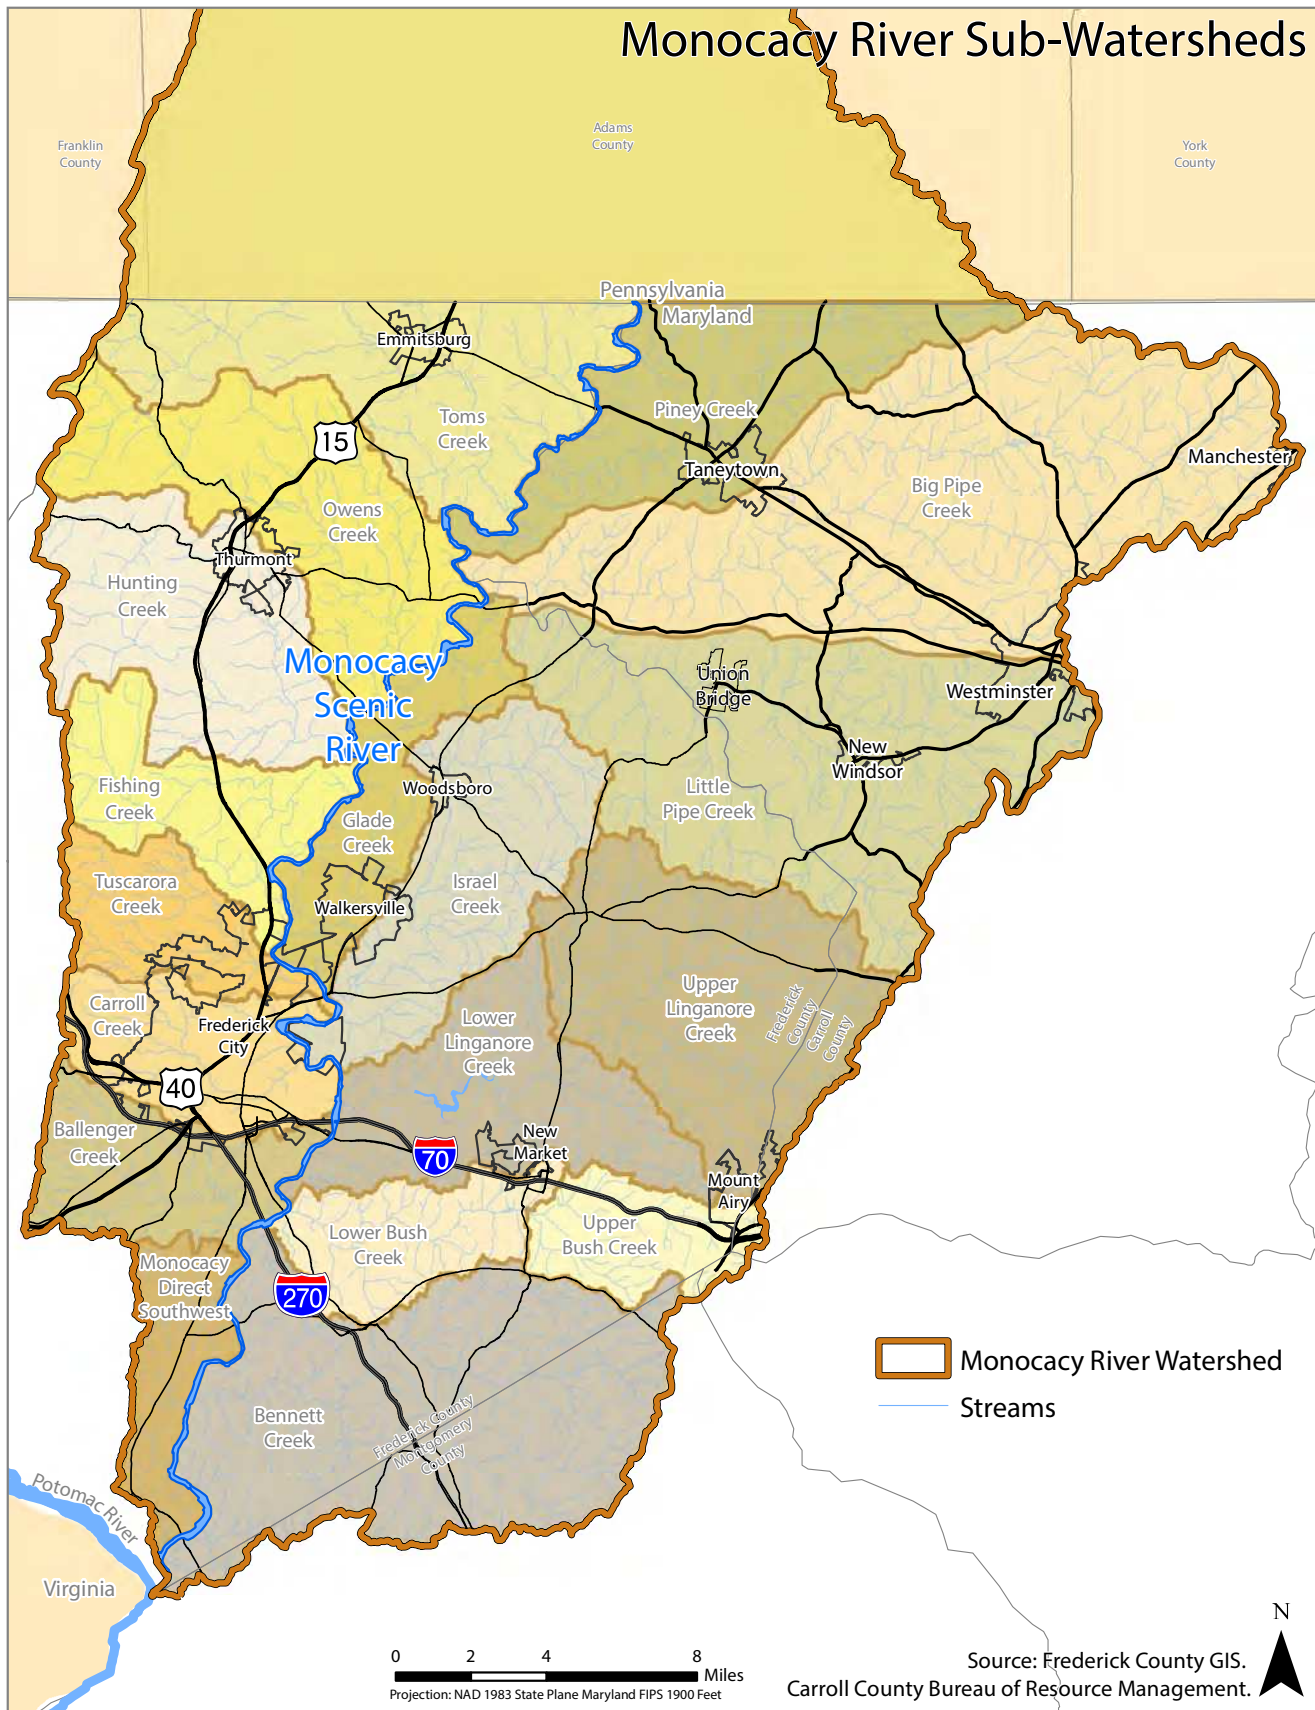 Monocacy River Sub-Watersheds
Franklin
County
Adams
County
York
County
Pennsylvania
Maryland
Emmitsburg
Toms
Creek
Piney Creek
15
Taneytown
Manchester
Big Pipe
Creek
Owens
Creek
Thurmont
Hunting
Creek
Monocacy
Scenic
River
Union
Bridge
Westminster
New
Windsor
Woodsboro
Fishing
Creek
Little
Pipe Creek
Glade
Creek
Tuscarora
Creek
Israel
Creek
Walkersville
Carroll
Creek
Frederick
City
Lower
Linganore
Creek
Upper
Linganore
Creek
Frederick
County
Carroll
County
40
Ballenger
Creek
70
New
Market
Mount
Airy
Lower Bush
Creek
Upper
Bush Creek
Monocacy
Direct
Southwest
270
Monocacy River Watershed
Streams
Bennett
Creek
Frederick County
Montgomery
County
Potomac River
Virginia
N
0 2 4 8
Miles
Projection: NAD 1983 State Plane Maryland FIPS 1900 Feet
Source: Frederick County GIS.
Carroll County Bureau of Resource Management.